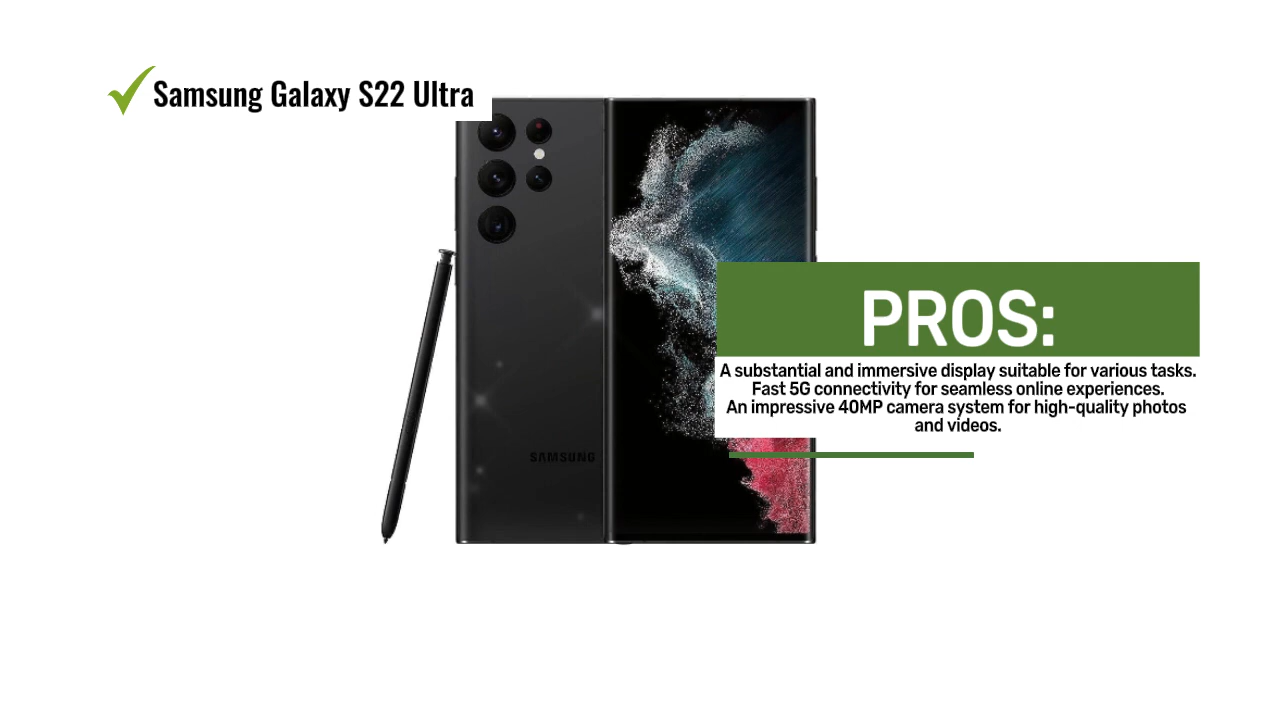 Samsung Galaxy S22 Ultra
SAMSUNG
PROS:
A substantial and immersive display suitable for various tasks.
Fast 5G connectivity for seamless online experiences.
An impressive 40MP camera system for high-quality photos
and videos.